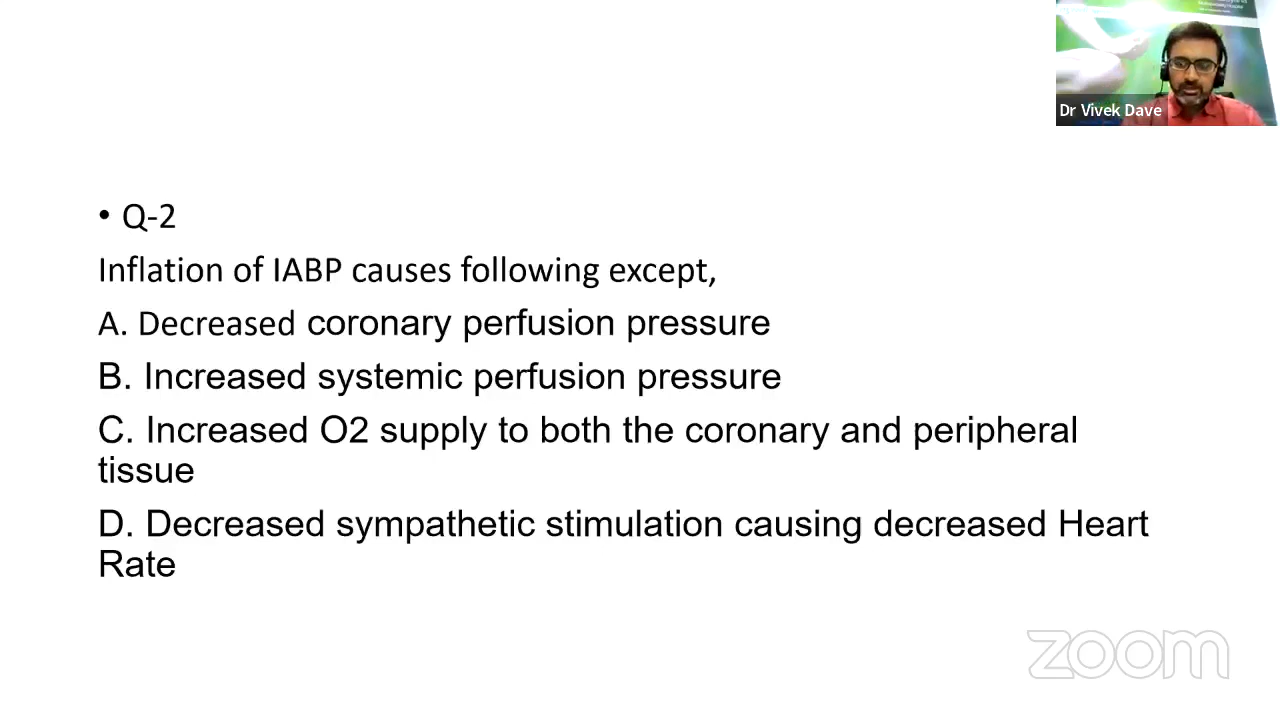 Dr Vivek Dave
• Q-2
Inflation of IABP causes following except,
A. Decreased coronary perfusion pressure
B. Increased systemic perfusion pressure
C. Increased O2 supply to both the coronary and peripheral
tissue
D. Decreased sympathetic stimulation causing decreased Heart
Rate
zoom